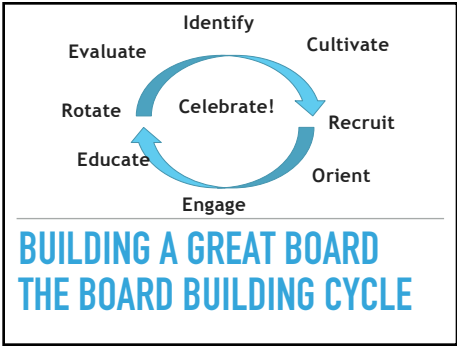 Identify
Cultivate
Evaluate
Rotate
Celebrate!
Recruit
Educate
Orient
Engage
BUILDING A GREAT BOARD
THE BOARD BUILDING CYCLE